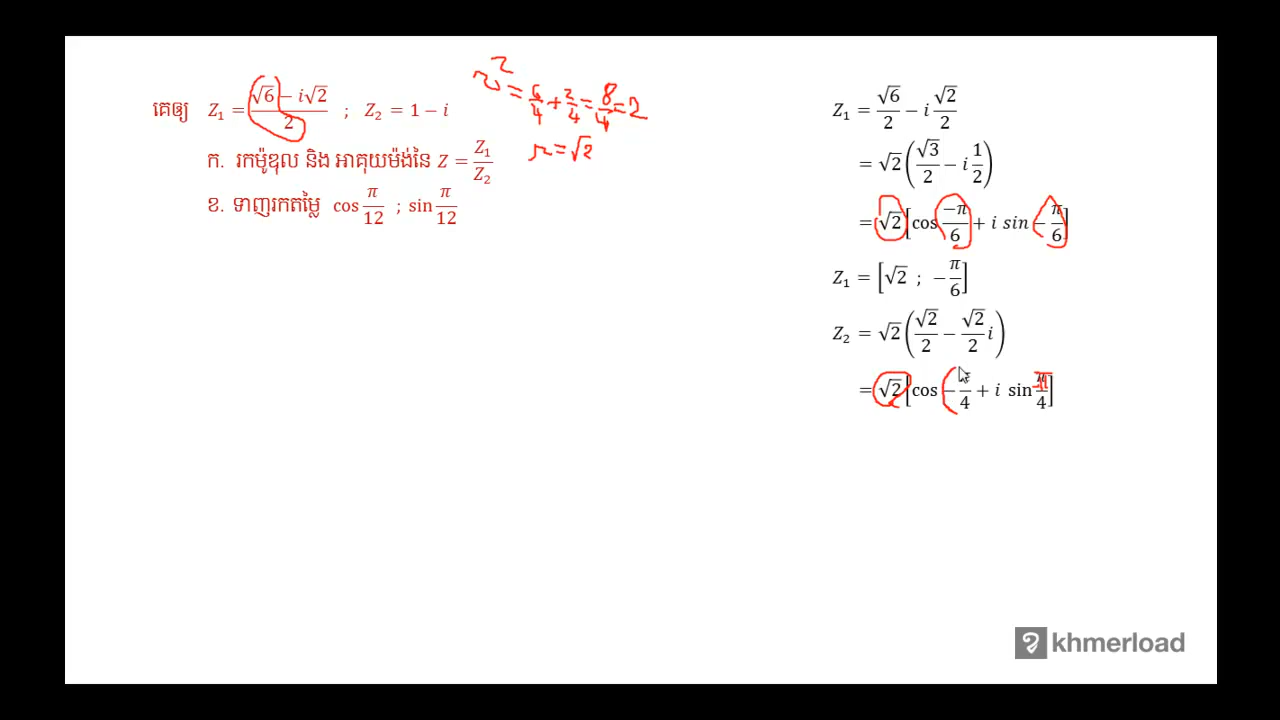 គេឲ្យ Z₁ = (√6 − i√2)/2 ; Z₂ = 1 − i
ក. រកម៉ូឌុល និង អាគុយម៉ង់នៃ Z = Z₁/Z₂
ខ. ទាញរកតម្លៃ cos π/12 ; sin π/12
r² = 6/4 + 2/4 = 8/4 = 2
r = √2
Z₁ = √6/2 − i √2/2
= √2(√3/2 − i 1/2)
= √2[cos −π/6 + i sin − π/6]
Z₁ = [√2 ; −π/6]
Z₂ = √2(√2/2 − √2/2 i)
= √2[cos − π/4 + i sin π/4]
khmerload